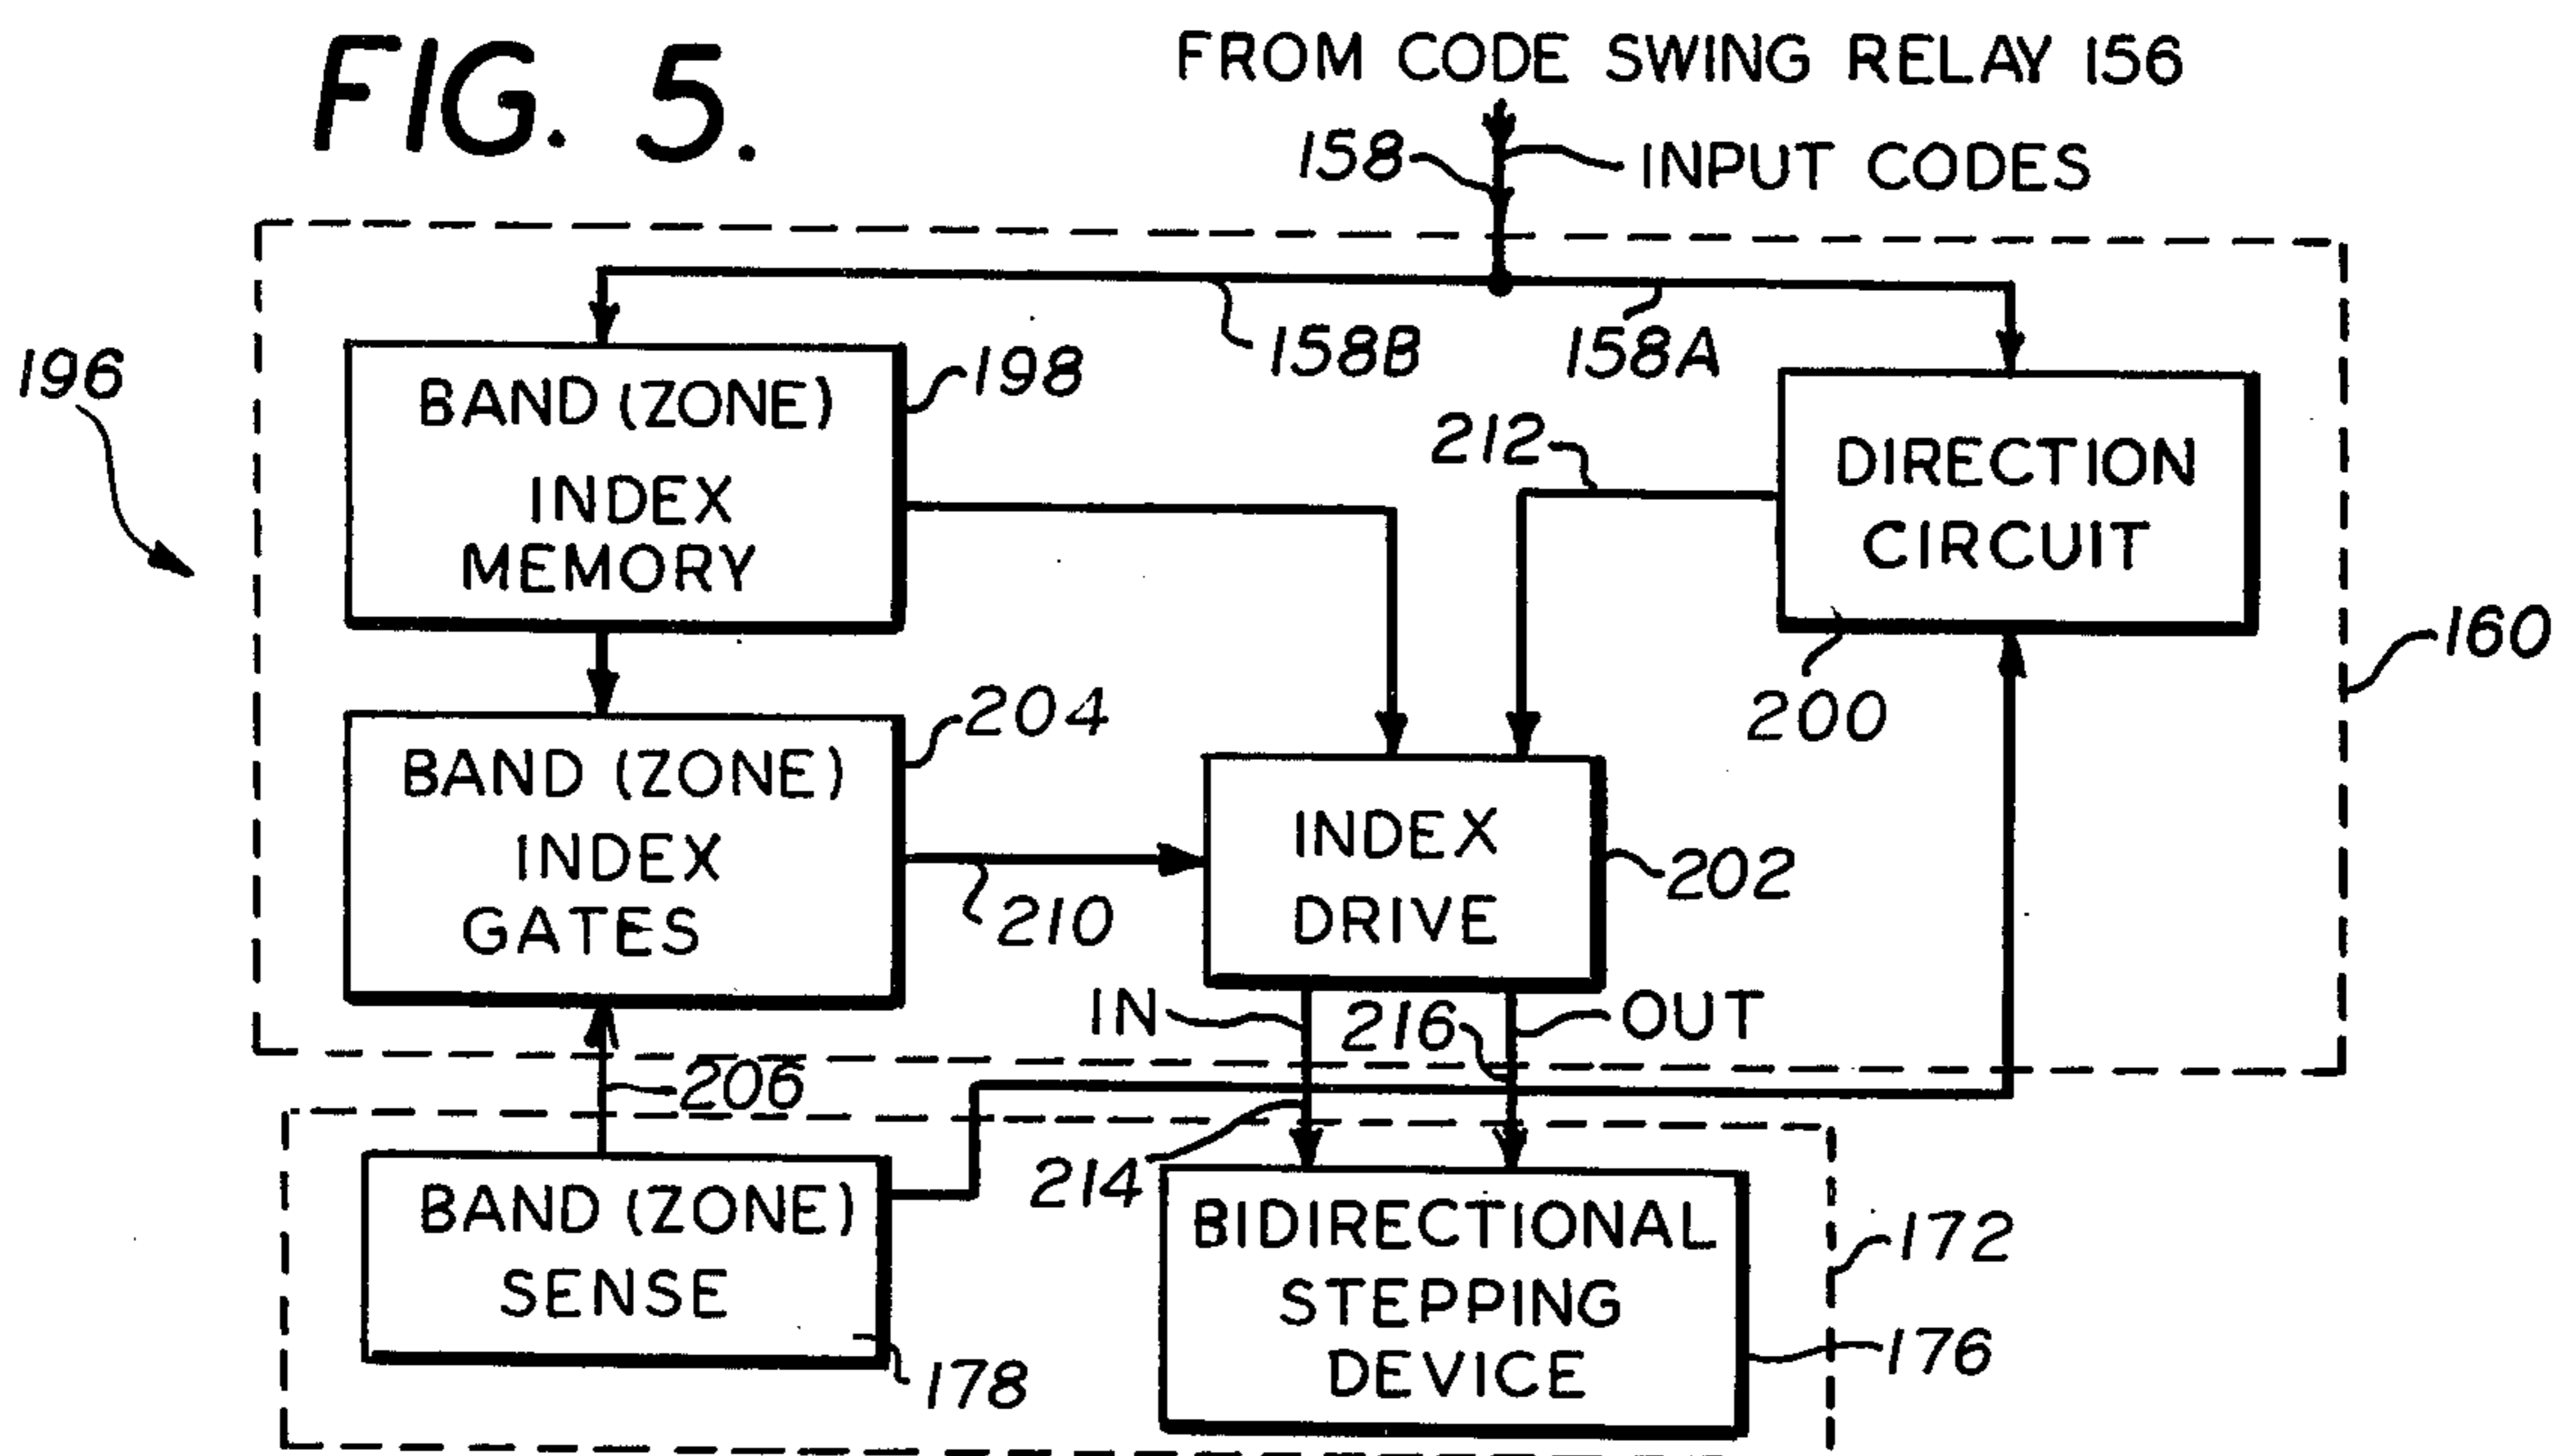 FIG. 5.
FROM CODE SWING RELAY 156
158
INPUT CODES
196
158B
158A
BAND (ZONE)
INDEX
MEMORY
198
212
DIRECTION
CIRCUIT
200
160
BAND (ZONE)
INDEX
GATES
204
210
INDEX
DRIVE
202
IN
216
OUT
206
214
BAND (ZONE)
SENSE
178
BIDIRECTIONAL
STEPPING
DEVICE
172
176